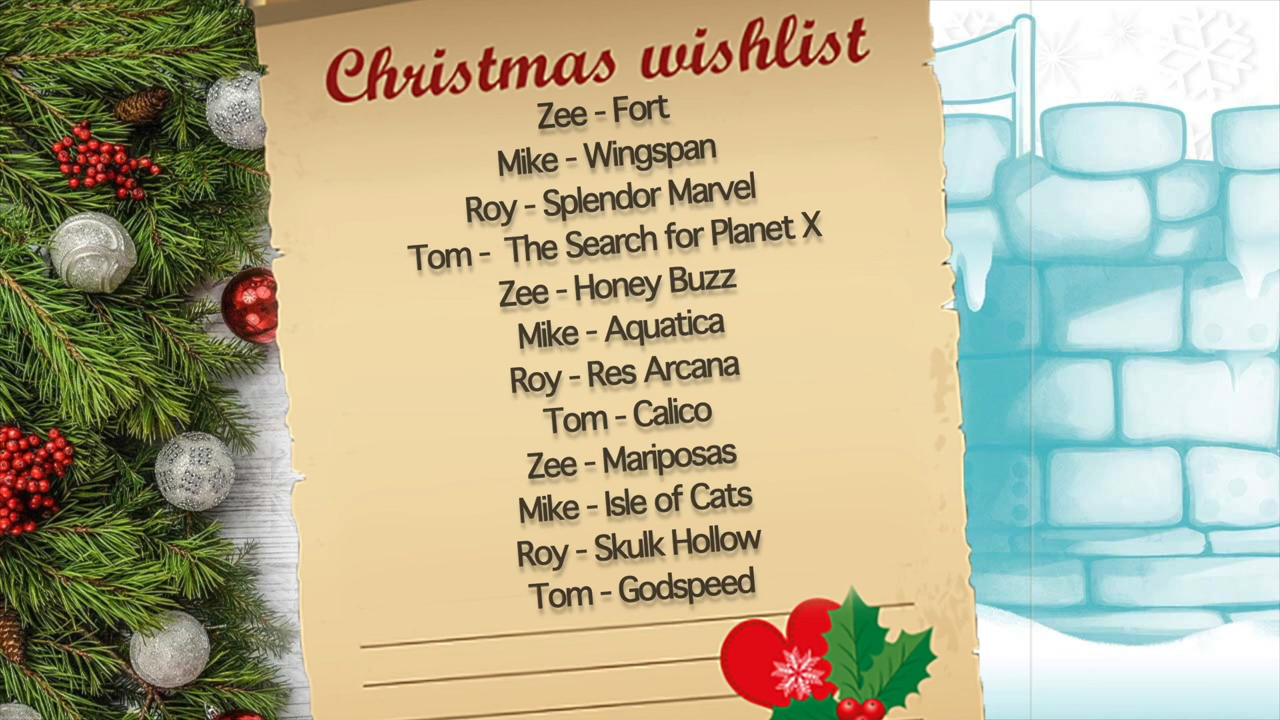 Christmas wishlist
Zee - Fort
Mike - Wingspan
Roy - Splendor Marvel
Tom - The Search for Planet X
Zee - Honey Buzz
Mike - Aquatica
Roy - Res Arcana
Tom - Calico
Zee - Mariposas
Mike - Isle of Cats
Roy - Skulk Hollow
Tom - Godspeed